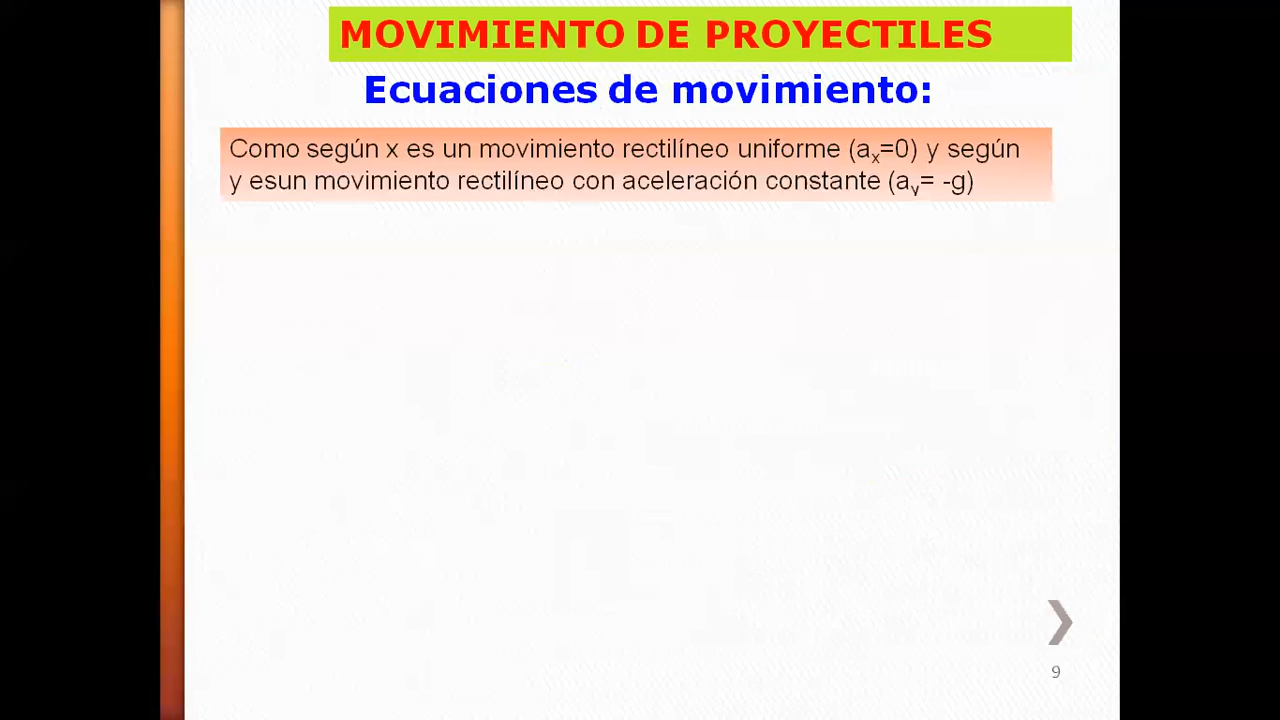 MOVIMIENTO DE PROYECTILES
Ecuaciones de movimiento:
Como según x es un movimiento rectilíneo uniforme (aₓ=0) y según
y esun movimiento rectilíneo con aceleración constante (a_y= -g)
9